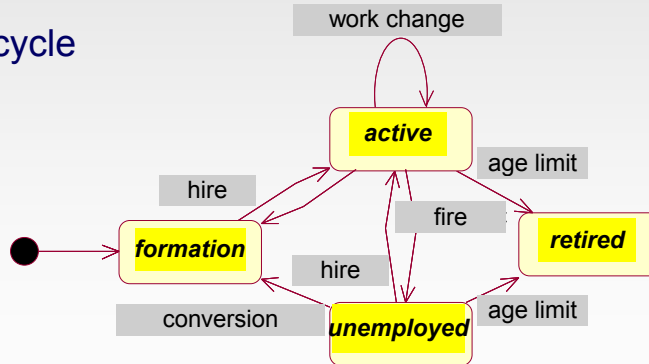 cycle
work change
active
age limit
hire
fire
formation
retired
hire
conversion
unemployed
age limit